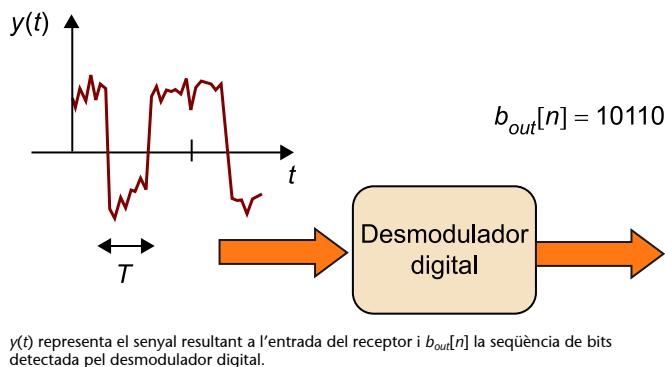 y(t)
b_out[n] = 10110
t
T
Desmodulador
digital
y(t) representa el senyal resultant a l'entrada del receptor i b_out[n] la seqüència de bits
detectada pel desmodulador digital.